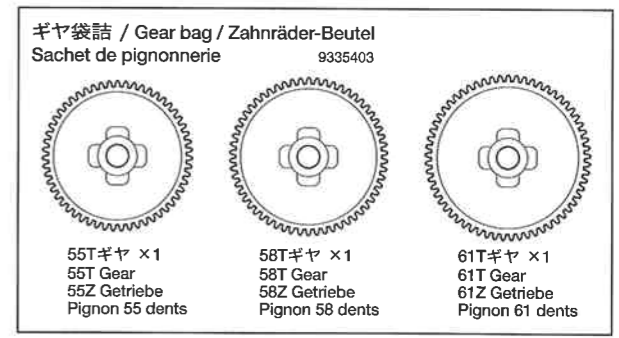 ギヤ袋詰 / Gear bag / Zahnräder-Beutel
Sachet de pignonnerie 9335403
55Tギヤ ×1
55T Gear
55Z Getriebe
Pignon 55 dents
58Tギヤ ×1
58T Gear
58Z Getriebe
Pignon 58 dents
61Tギヤ ×1
61T Gear
61Z Getriebe
Pignon 61 dents